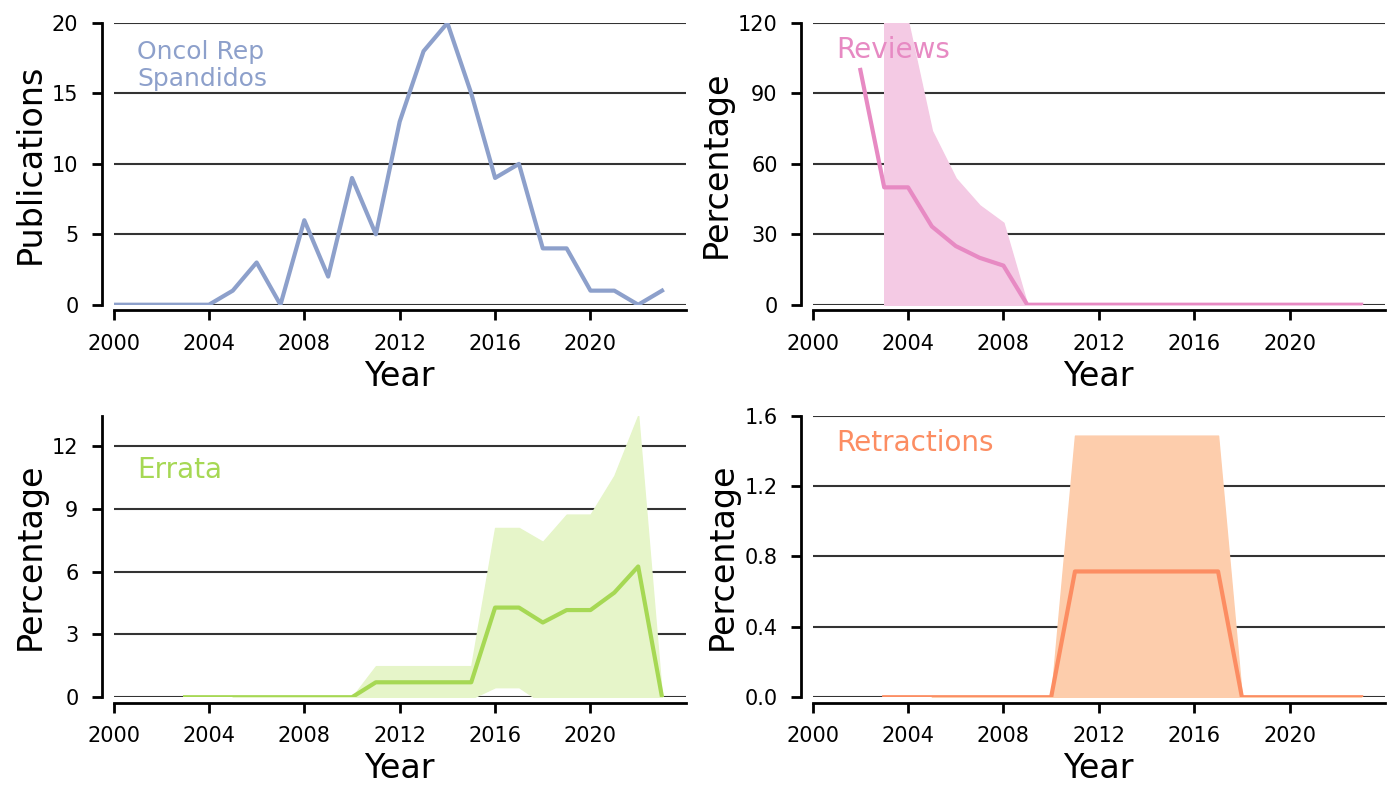 20
15
10
5
0
Publications
Oncol Rep
Spandidos
2000 2004 2008 2012 2016 2020
Year
120
90
60
30
0
Percentage
Reviews
2000 2004 2008 2012 2016 2020
Year
12
9
6
3
0
Percentage
Errata
2000 2004 2008 2012 2016 2020
Year
1.6
1.2
0.8
0.4
0.0
Percentage
Retractions
2000 2004 2008 2012 2016 2020
Year